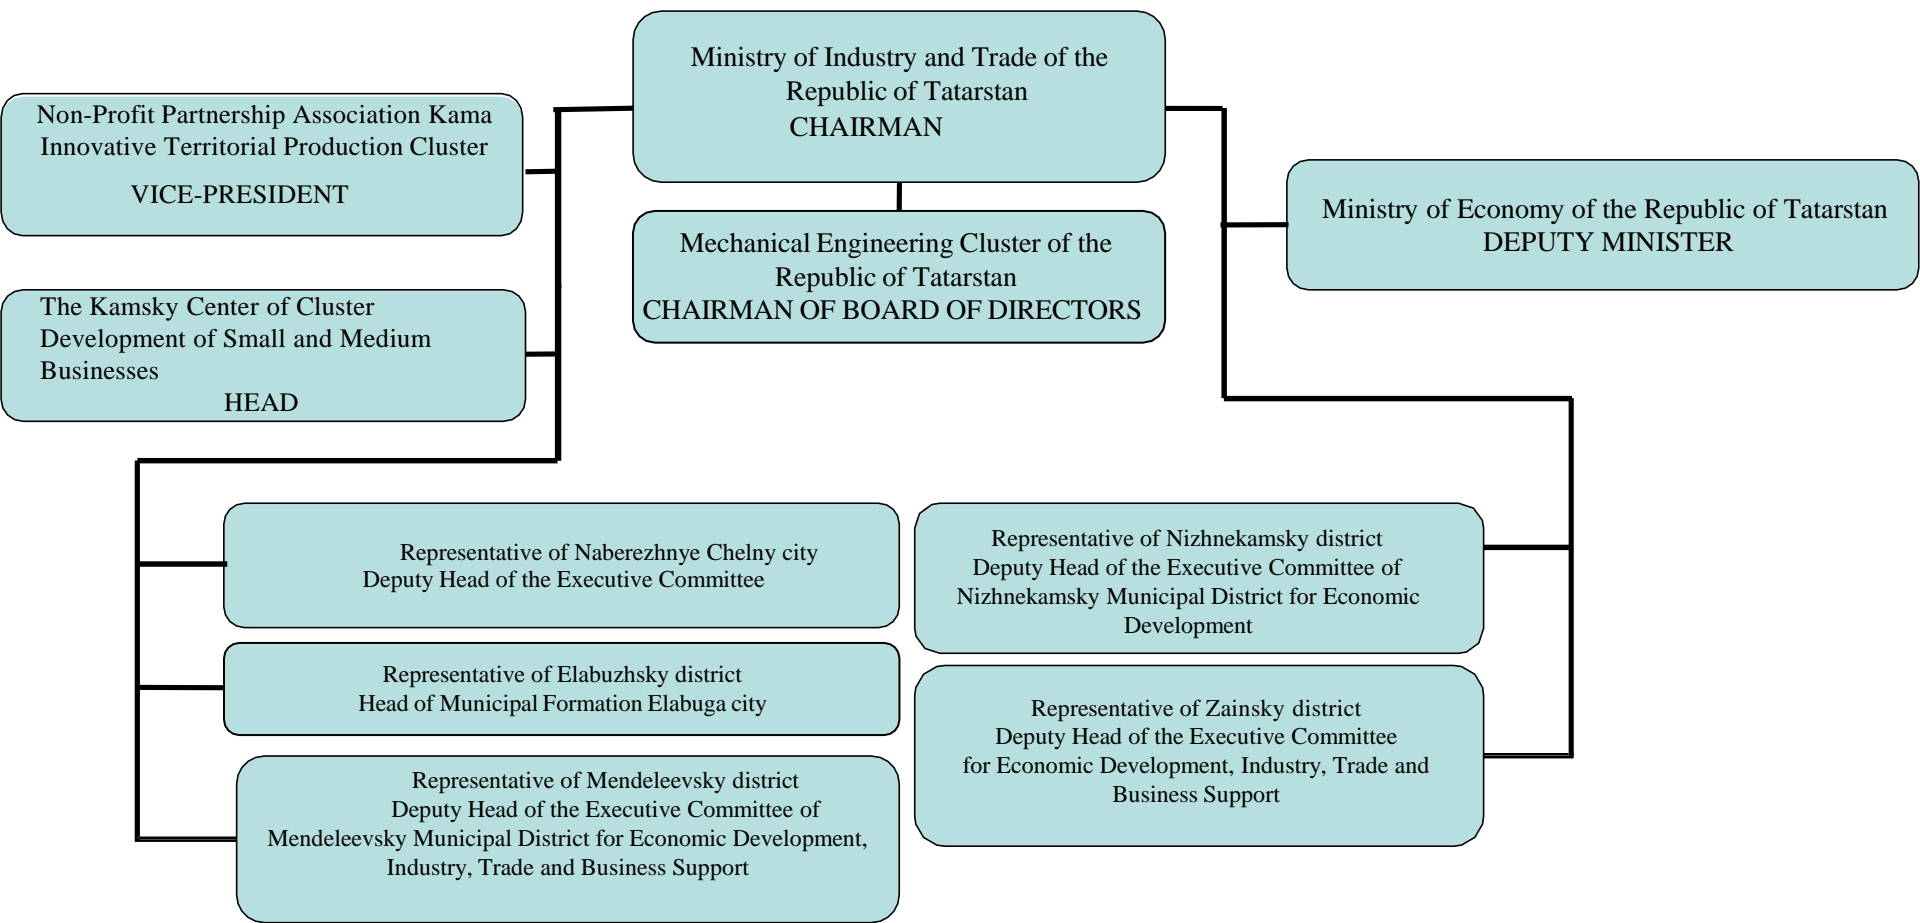 Ministry of Industry and Trade of the
Republic of Tatarstan
CHAIRMAN
Non-Profit Partnership Association Kama
Innovative Territorial Production Cluster
VICE-PRESIDENT
Ministry of Economy of the Republic of Tatarstan
DEPUTY MINISTER
Mechanical Engineering Cluster of the
Republic of Tatarstan
CHAIRMAN OF BOARD OF DIRECTORS
The Kamsky Center of Cluster
Development of Small and Medium
Businesses
HEAD
Representative of Naberezhnye Chelny city
Deputy Head of the Executive Committee
Representative of Nizhnekamsky district
Deputy Head of the Executive Committee of
Nizhnekamsky Municipal District for Economic
Development
Representative of Elabuzhsky district
Head of Municipal Formation Elabuga city
Representative of Zainsky district
Deputy Head of the Executive Committee
for Economic Development, Industry, Trade and
Business Support
Representative of Mendeleevsky district
Deputy Head of the Executive Committee of
Mendeleevsky Municipal District for Economic Development,
Industry, Trade and Business Support